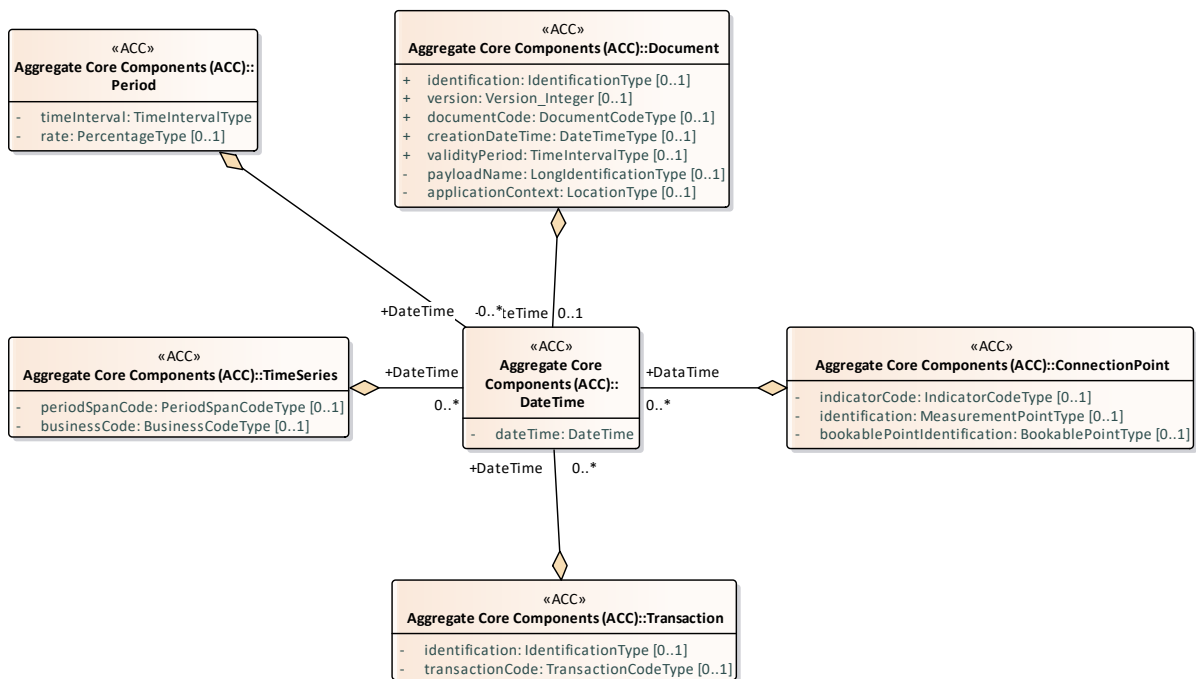 «ACC»
Aggregate Core Components (ACC)::
Period
- timeInterval: TimeIntervalType
- rate: PercentageType [0..1]
«ACC»
Aggregate Core Components (ACC)::Document
+ identification: IdentificationType [0..1]
+ version: Version_Integer [0..1]
+ documentCode: DocumentCodeType [0..1]
+ creationDateTime: DateTimeType [0..1]
+ validityPeriod: TimeIntervalType [0..1]
- payloadName: LongIdentificationType [0..1]
- applicationContext: LocationType [0..1]
+DateTime 0..* teTime 0..1
«ACC»
Aggregate Core Components (ACC)::TimeSeries
- periodSpanCode: PeriodSpanCodeType [0..1]
- businessCode: BusinessCodeType [0..1]
+DateTime
0..*
«ACC»
Aggregate Core
Components (ACC)::
DateTime
- dateTime: DateTime
+DataTime
0..*
«ACC»
Aggregate Core Components (ACC)::ConnectionPoint
- indicatorCode: IndicatorCodeType [0..1]
- identification: MeasurementPointType [0..1]
- bookablePointIdentification: BookablePointType [0..1]
+DateTime 0..*
«ACC»
Aggregate Core Components (ACC)::Transaction
- identification: IdentificationType [0..1]
- transactionCode: TransactionCodeType [0..1]